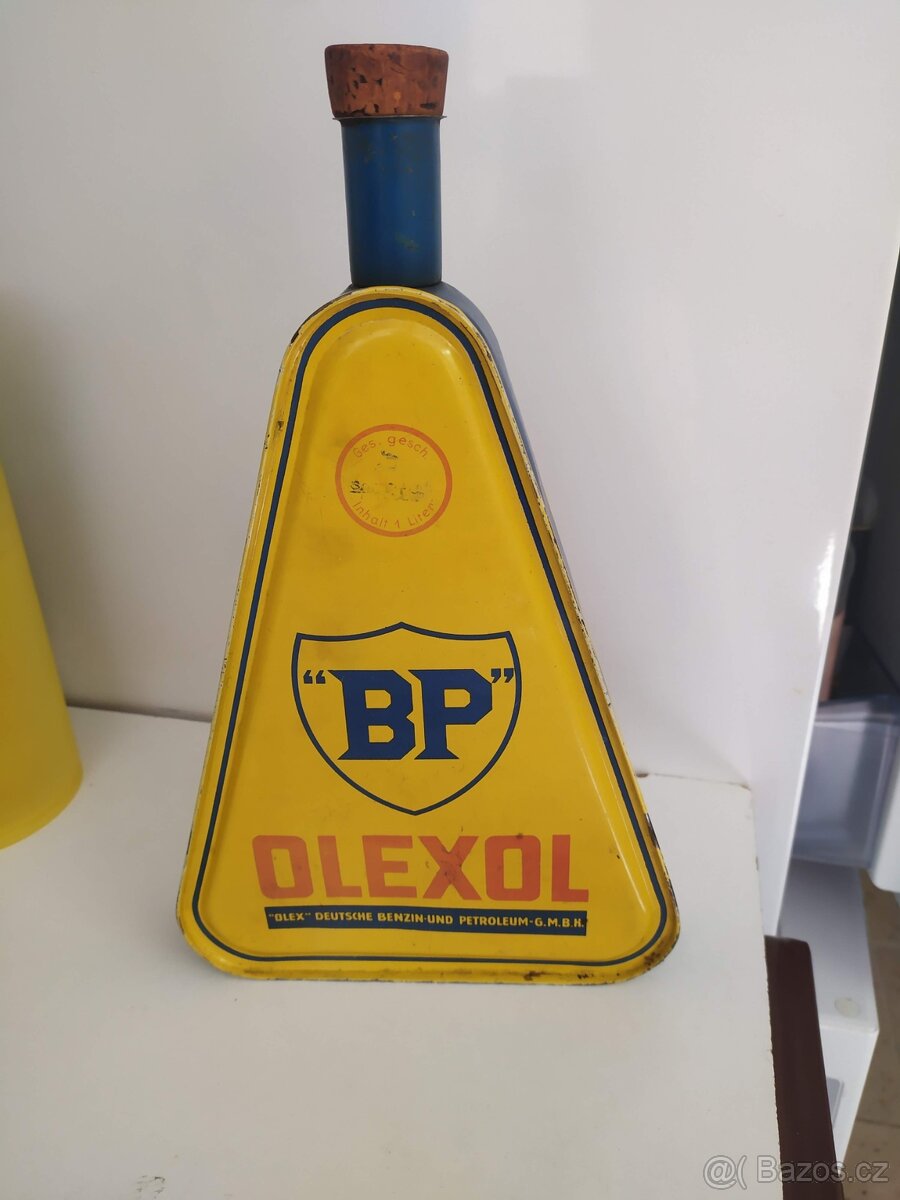 Ges. gesch.
Inhalt 1 Liter
"BP"
OLEXOL
"OLEX" DEUTSCHE BENZIN-UND PETROLEUM-G.M.B.H.
@( Bazos.cz